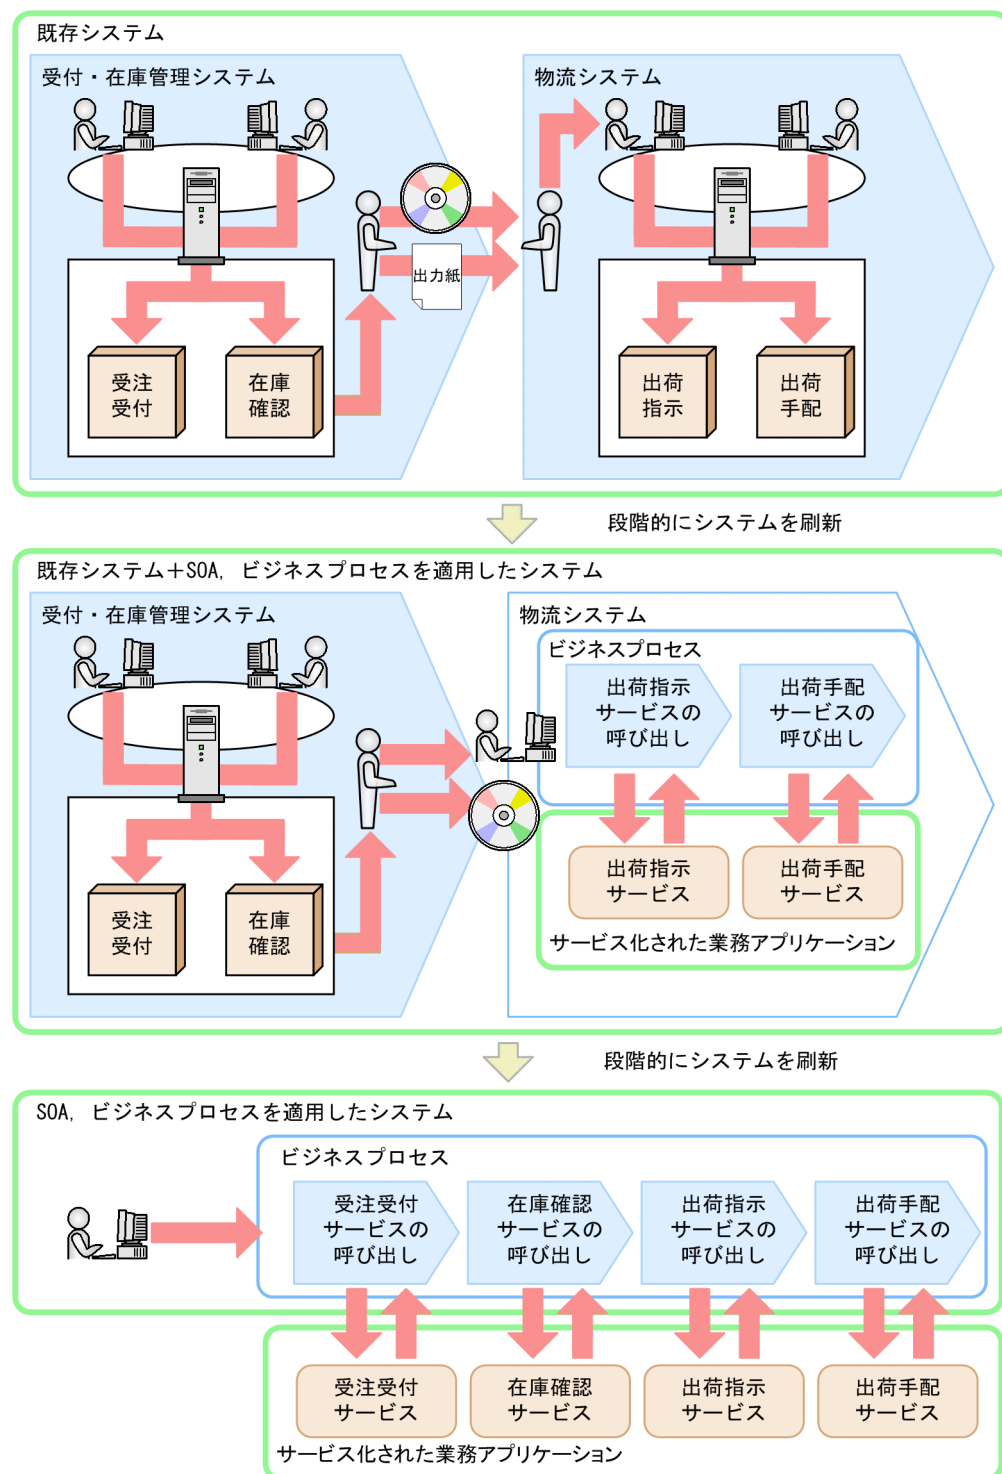 既存システム
受付・在庫管理システム
物流システム
出力紙
受注
受付
在庫
確認
出荷
指示
出荷
手配
段階的にシステムを刷新
既存システム＋SOA，ビジネスプロセスを適用したシステム
受付・在庫管理システム
物流システム
ビジネスプロセス
出荷指示
サービスの
呼び出し
出荷手配
サービスの
呼び出し
受注
受付
在庫
確認
出荷指示
サービス
出荷手配
サービス
サービス化された業務アプリケーション
段階的にシステムを刷新
SOA，ビジネスプロセスを適用したシステム
ビジネスプロセス
受注受付
サービスの
呼び出し
在庫確認
サービスの
呼び出し
出荷指示
サービスの
呼び出し
出荷手配
サービスの
呼び出し
受注受付
サービス
在庫確認
サービス
出荷指示
サービス
出荷手配
サービス
サービス化された業務アプリケーション